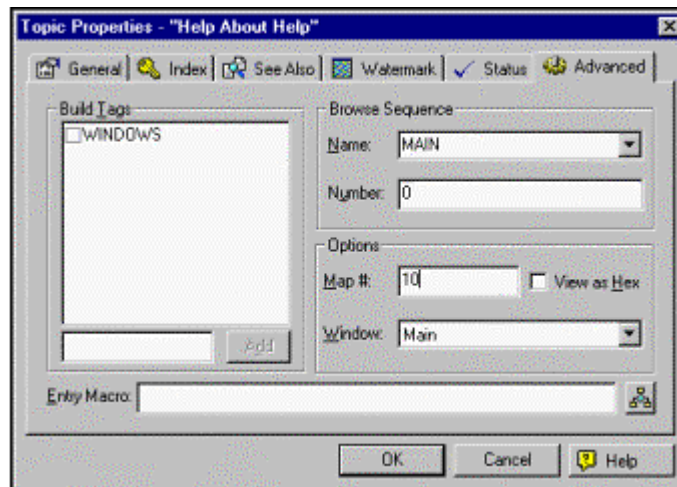 Topic Properties - "Help About Help"
General Index See Also Watermark Status Advanced
Build Tags
WINDOWS
Add
Browse Sequence
Name: MAIN
Number: 0
Options
Map #: 10 View as Hex
Window: Main
Entry Macro:
OK Cancel Help